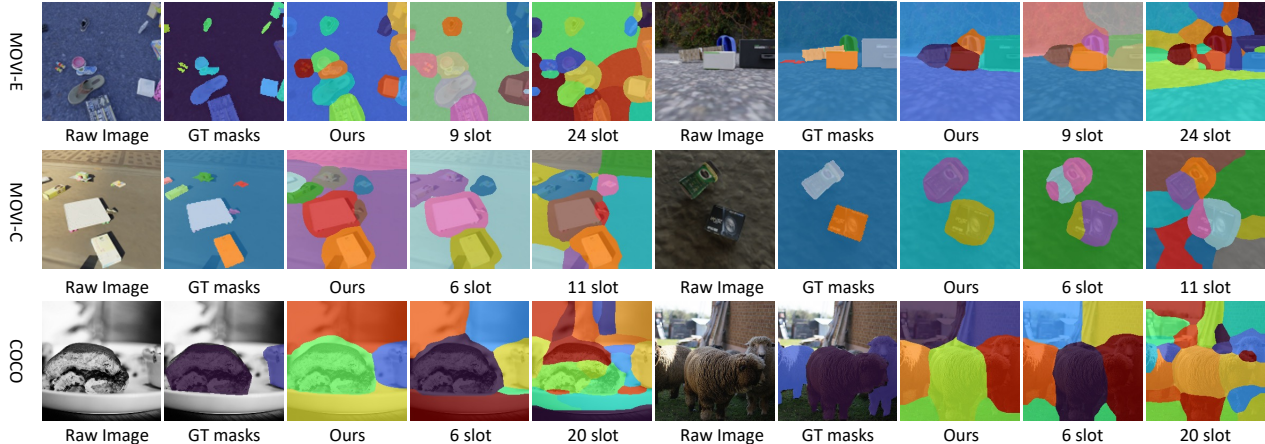 MOVI-E
Raw Image GT masks Ours 9 slot 24 slot Raw Image GT masks Ours 9 slot 24 slot
MOVI-C
Raw Image GT masks Ours 6 slot 11 slot Raw Image GT masks Ours 6 slot 11 slot
COCO
Raw Image GT masks Ours 6 slot 20 slot Raw Image GT masks Ours 6 slot 20 slot